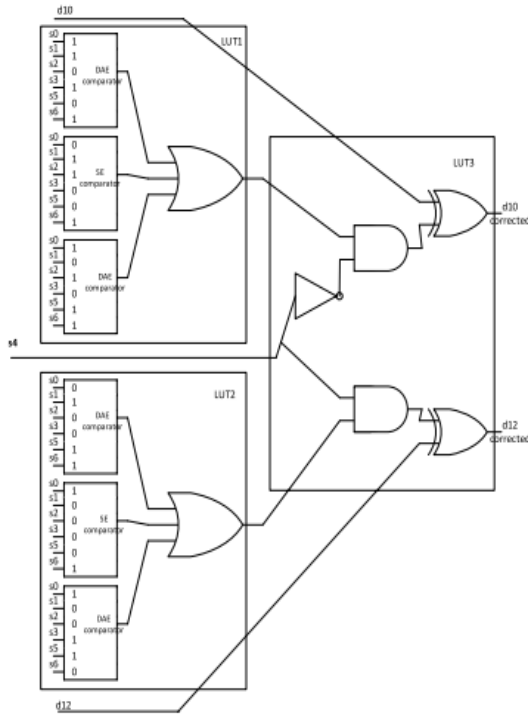 d10
LUT1
s0 1
s1 1
s2 0 DAE
s3 1 comparator
s5 0
s6 1
s0 0
s1 1
s2 1 SE
s3 0 comparator
s5 0
s6 1
s0 1
s1 0
s2 1 DAE
s3 0 comparator
s5 1
s6 1
LUT3
d10
corrected
s4
LUT2
s0 0
s1 1
s2 0 DAE
s3 0 comparator
s5 1
s6 1
s0 1
s1 0
s2 0 SE
s3 0 comparator
s5 0
s6 1
s0 1
s1 0
s2 0 DAE
s3 1 comparator
s5 1
s6 0
d12
corrected
d12